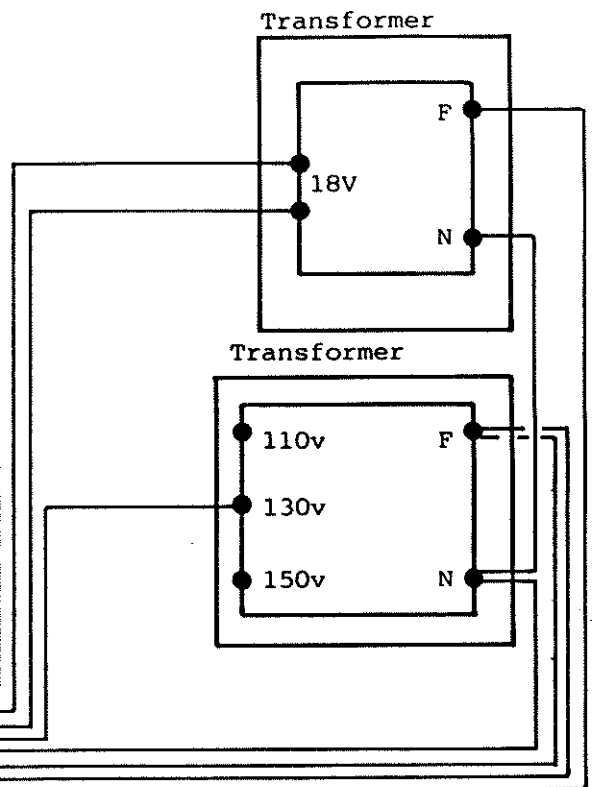 Transformer
F
18V
N
Transformer
110v
F
130v
150v
N